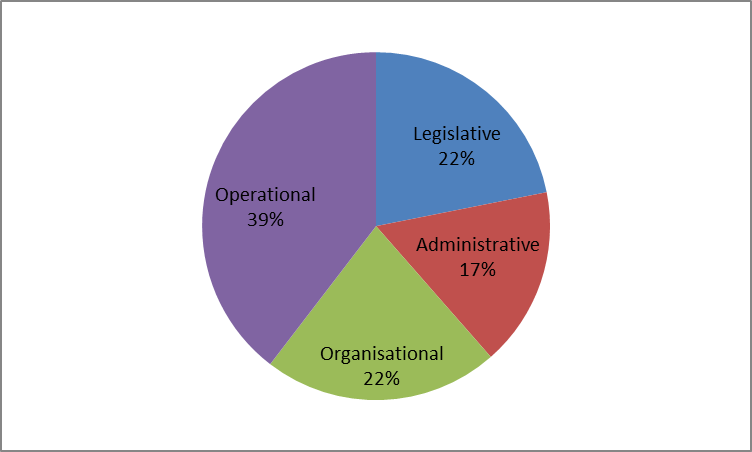 Legislative
22%
Administrative
17%
Organisational
22%
Operational
39%